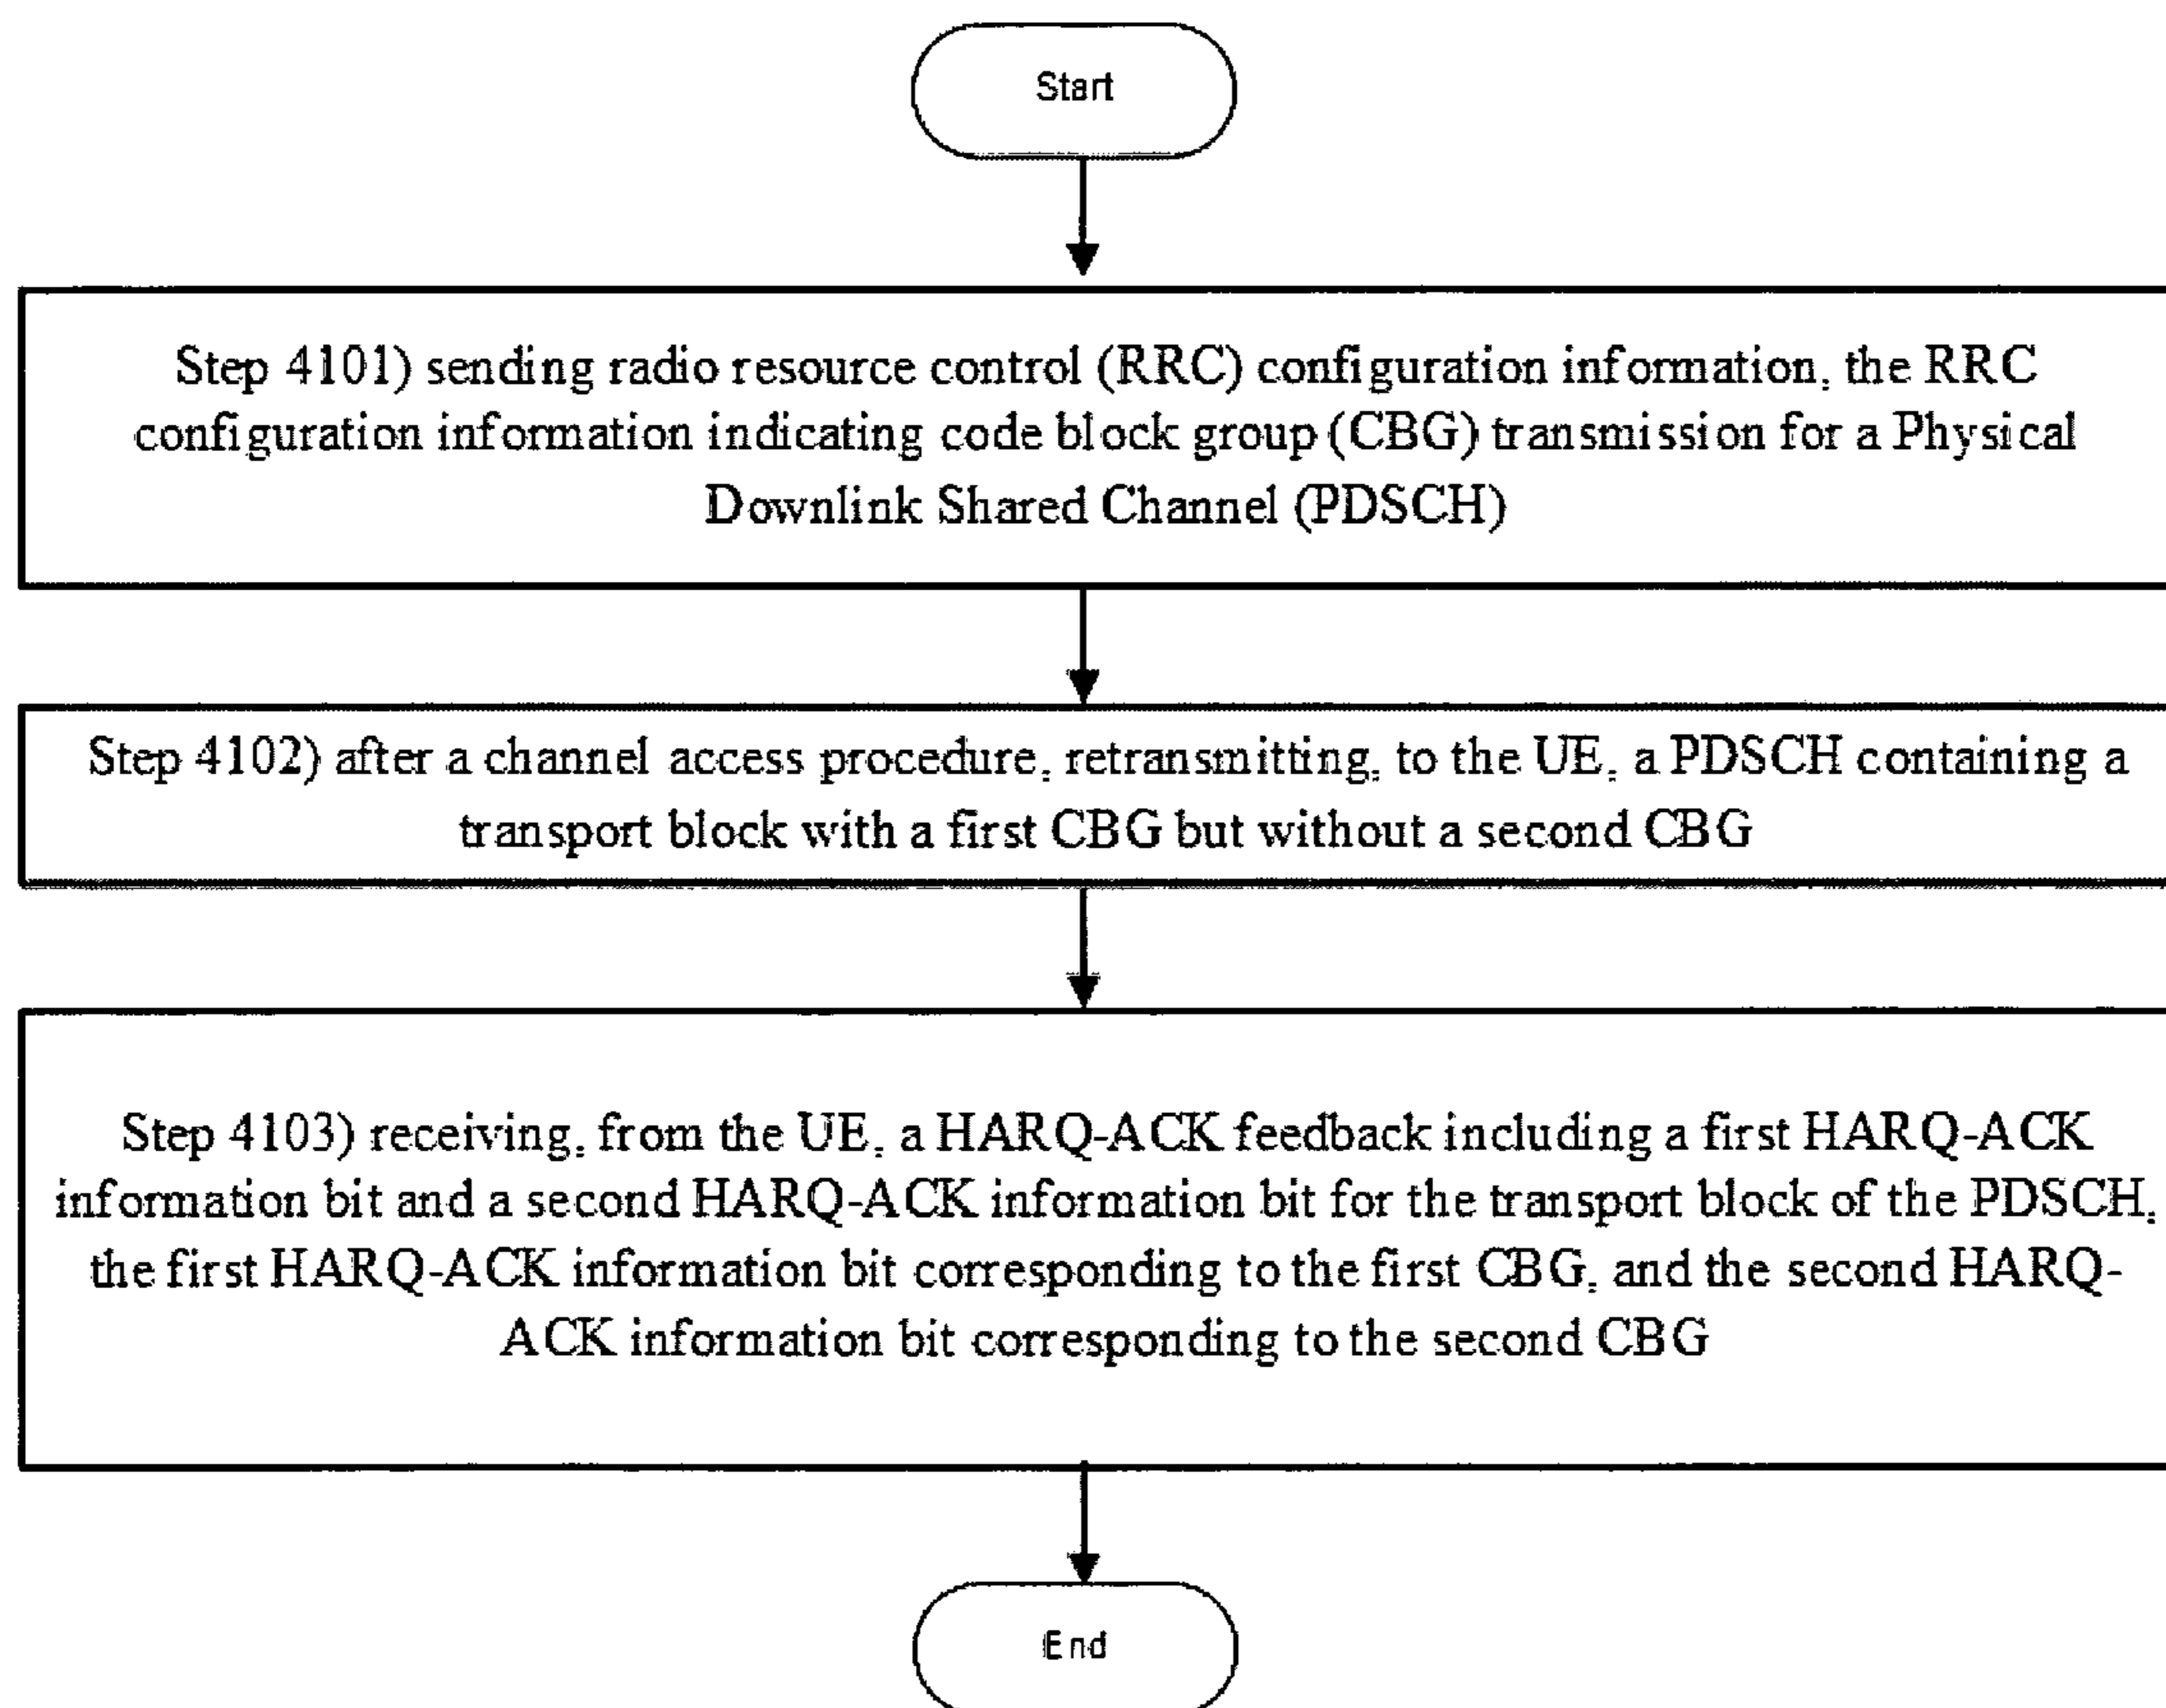 Start
Step 4101) sending radio resource control (RRC) configuration information, the RRC
configuration information indicating code block group (CBG) transmission for a Physical
Downlink Shared Channel (PDSCH)
Step 4102) after a channel access procedure, retransmitting, to the UE, a PDSCH containing a
transport block with a first CBG but without a second CBG
Step 4103) receiving, from the UE, a HARQ-ACK feedback including a first HARQ-ACK
information bit and a second HARQ-ACK information bit for the transport block of the PDSCH,
the first HARQ-ACK information bit corresponding to the first CBG, and the second HARQ-
ACK information bit corresponding to the second CBG
End